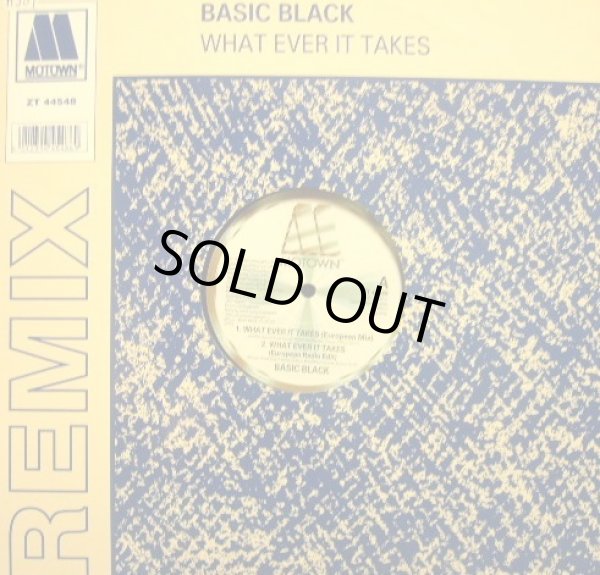 BASIC BLACK
WHAT EVER IT TAKES
MOTOWN
ZT 44548
REMIX
MOTOWN
A
SOLD OUT
1. WHAT EVER IT TAKES (European Mix)
2. WHAT EVER IT TAKES
(European Radio Edit)
BASIC BLACK